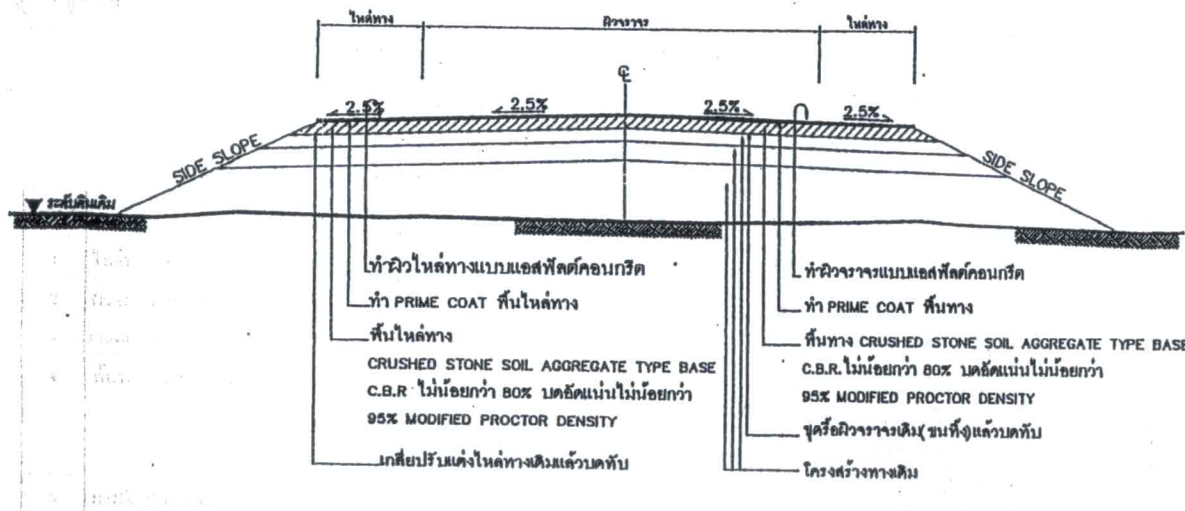 ไหล่ทาง ผิวจราจร ไหล่ทาง
℄
2.5% 2.5% 2.5% 2.5%
SIDE SLOPE SIDE SLOPE
ระดับดินเดิม
ทำผิวไหล่ทางแบบแอสฟัลต์คอนกรีต
ทำ PRIME COAT พื้นไหล่ทาง
พื้นไหล่ทาง
CRUSHED STONE SOIL AGGREGATE TYPE BASE
C.B.R ไม่น้อยกว่า 80% บดอัดแน่นไม่น้อยกว่า
95% MODIFIED PROCTOR DENSITY
เกลี่ยปรับแต่งไหล่ทางเดิมแล้วบดทับ
ทำผิวจราจรแบบแอสฟัลต์คอนกรีต
ทำ PRIME COAT พื้นทาง
พื้นทาง CRUSHED STONE SOIL AGGREGATE TYPE BASE
C.B.R. ไม่น้อยกว่า 80% บดอัดแน่นไม่น้อยกว่า
95% MODIFIED PROCTOR DENSITY
ขุดรื้อผิวจราจรเดิม(ขนทิ้ง)แล้วบดทับ
โครงสร้างทางเดิม